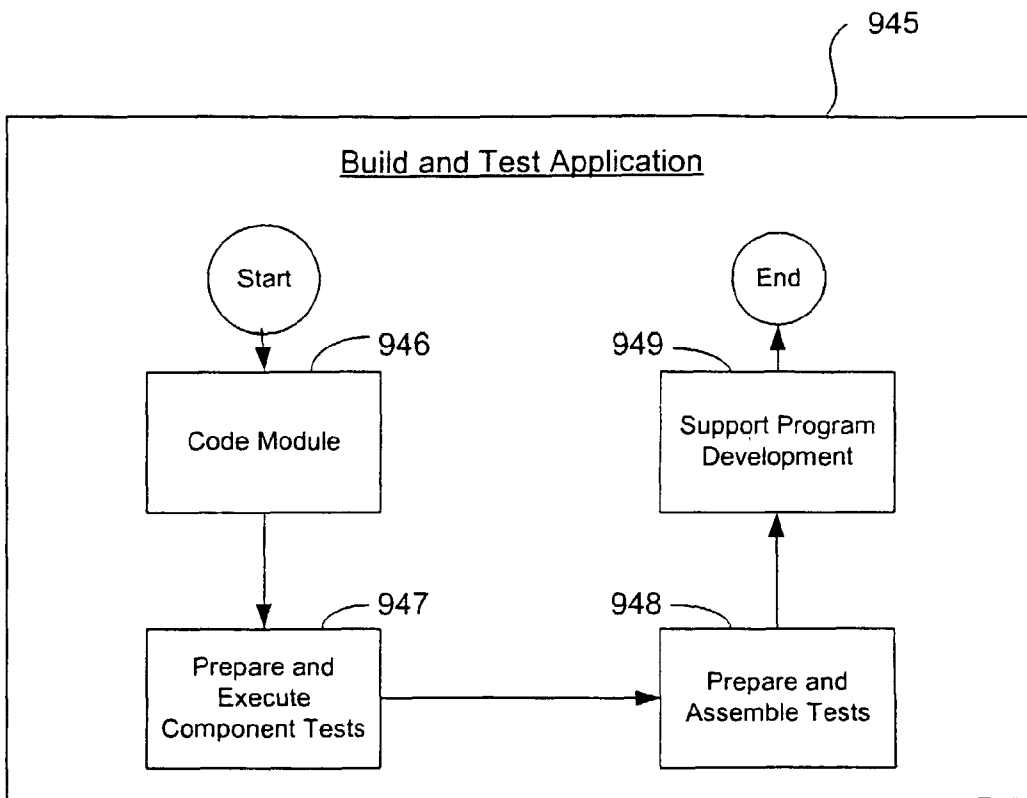 945
Build and Test Application
Start
End
946
949
Code Module
Support Program
Development
947
948
Prepare and
Execute
Component Tests
Prepare and
Assemble Tests